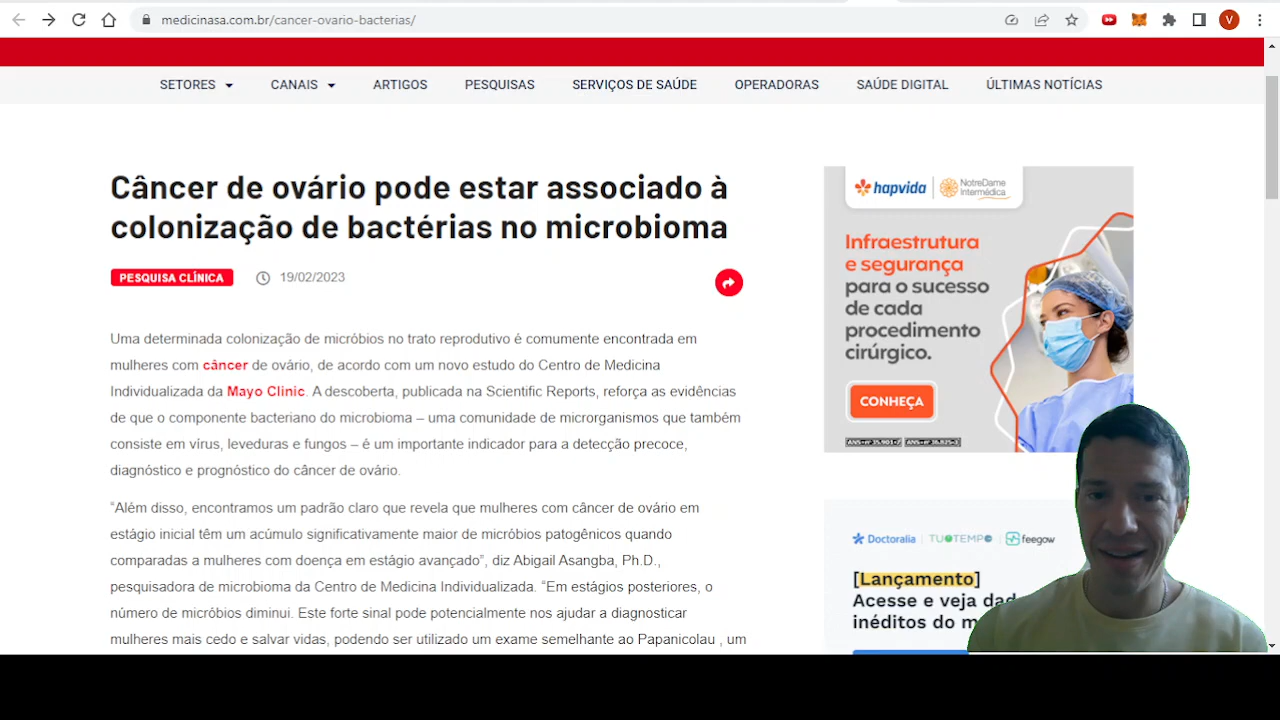 medicinasa.com.br/cancer-ovario-bacterias/
V
SETORES
CANAIS
ARTIGOS
PESQUISAS
SERVIÇOS DE SAÚDE
OPERADORAS
SAÚDE DIGITAL
ÚLTIMAS NOTÍCIAS
Câncer de ovário pode estar associado à
colonização de bactérias no microbioma
PESQUISA CLÍNICA
19/02/2023
Uma determinada colonização de micróbios no trato reprodutivo é comumente encontrada em
mulheres com câncer de ovário, de acordo com um novo estudo do Centro de Medicina
Individualizada da Mayo Clinic. A descoberta, publicada na Scientific Reports, reforça as evidências
de que o componente bacteriano do microbioma – uma comunidade de microrganismos que também
consiste em vírus, leveduras e fungos – é um importante indicador para a detecção precoce,
diagnóstico e prognóstico do câncer de ovário.
“Além disso, encontramos um padrão claro que revela que mulheres com câncer de ovário em
estágio inicial têm um acúmulo significativamente maior de micróbios patogênicos quando
comparadas a mulheres com doença em estágio avançado”, diz Abigail Asangba, Ph.D.,
pesquisadora de microbioma da Centro de Medicina Individualizada. “Em estágios posteriores, o
número de micróbios diminui. Este forte sinal pode potencialmente nos ajudar a diagnosticar
mulheres mais cedo e salvar vidas, podendo ser utilizado um exame semelhante ao Papanicolau , um
hapvida
NotreDame
Intermédica
Infraestrutura
e segurança
para o sucesso
de cada
procedimento
cirúrgico.
CONHEÇA
ANS-nº 35.901-7
ANS-nº 36.825-3
Doctoralia
TUOTEMPO
feegow
[Lançamento]
Acesse e veja dad
inéditos do m